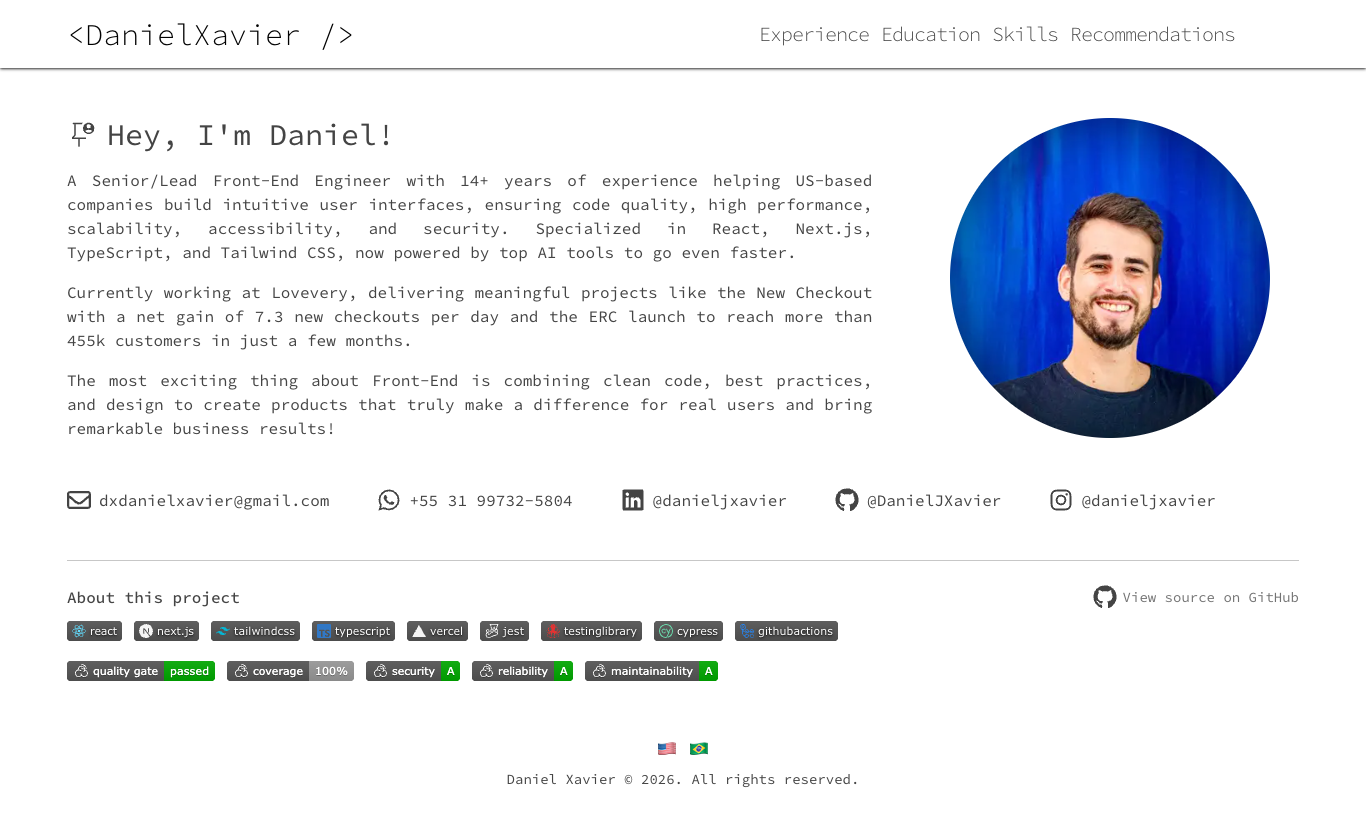 <DanielXavier />
Experience Education Skills Recommendations
Hey, I'm Daniel!
A Senior/Lead Front-End Engineer with 14+ years of experience helping US-based
companies build intuitive user interfaces, ensuring code quality, high performance,
scalability, accessibility, and security. Specialized in React, Next.js,
TypeScript, and Tailwind CSS, now powered by top AI tools to go even faster.
Currently working at Lovevery, delivering meaningful projects like the New Checkout
with a net gain of 7.3 new checkouts per day and the ERC launch to reach more than
455k customers in just a few months.
The most exciting thing about Front-End is combining clean code, best practices,
and design to create products that truly make a difference for real users and bring
remarkable business results!
dxdanielxavier@gmail.com +55 31 99732-5804 @danieljxavier @DanielJXavier @danieljxavier
About this project
View source on GitHub
react next.js tailwindcss typescript vercel jest testinglibrary cypress githubactions
quality gate passed coverage 100% security A reliability A maintainability A
Daniel Xavier © 2026. All rights reserved.